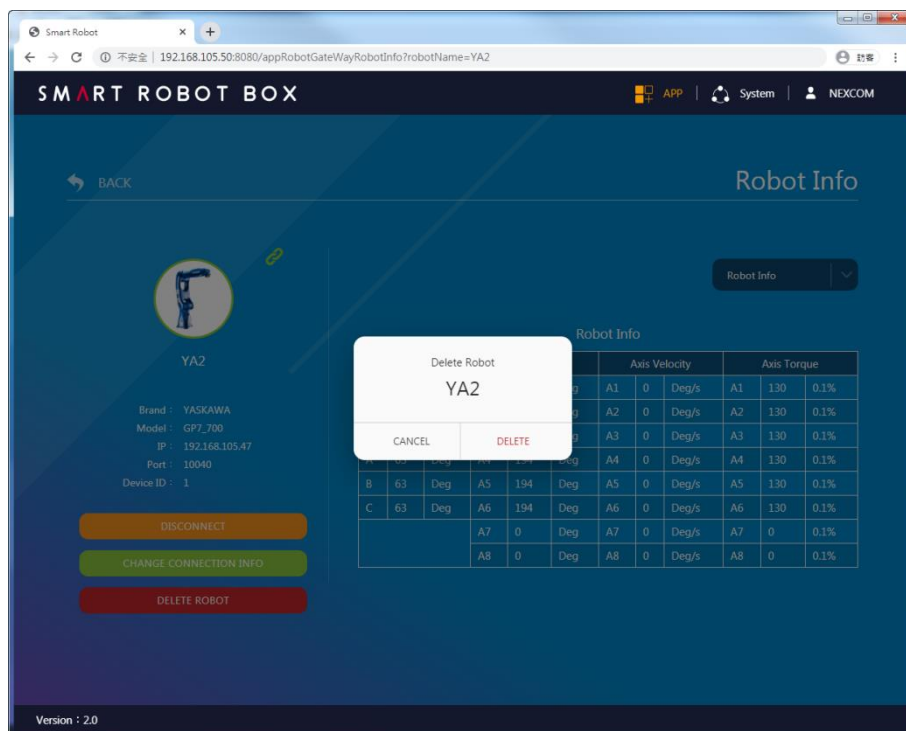 Smart Robot
不安全 | 192.168.105.50:8080/appRobotGateWayRobotInfo?robotName=YA2
訪客
SMART ROBOT BOX
APP | System | NEXCOM
BACK
Robot Info
Robot Info
YA2
Brand : YASKAWA
Model : GP7_700
IP : 192.168.105.47
Port : 10040
Device ID : 1
DISCONNECT
CHANGE CONNECTION INFO
DELETE ROBOT
Robot Info
Delete Robot
YA2
CANCEL DELETE
Axis Velocity Axis Torque
A1 0 Deg/s A1 130 0.1%
A2 0 Deg/s A2 130 0.1%
A3 0 Deg/s A3 130 0.1%
A 63 Deg A4 194 Deg A4 0 Deg/s A4 130 0.1%
B 63 Deg A5 194 Deg A5 0 Deg/s A5 130 0.1%
C 63 Deg A6 194 Deg A6 0 Deg/s A6 130 0.1%
A7 0 Deg A7 0 Deg/s A7 0 0.1%
A8 0 Deg A8 0 Deg/s A8 0 0.1%
Version : 2.0